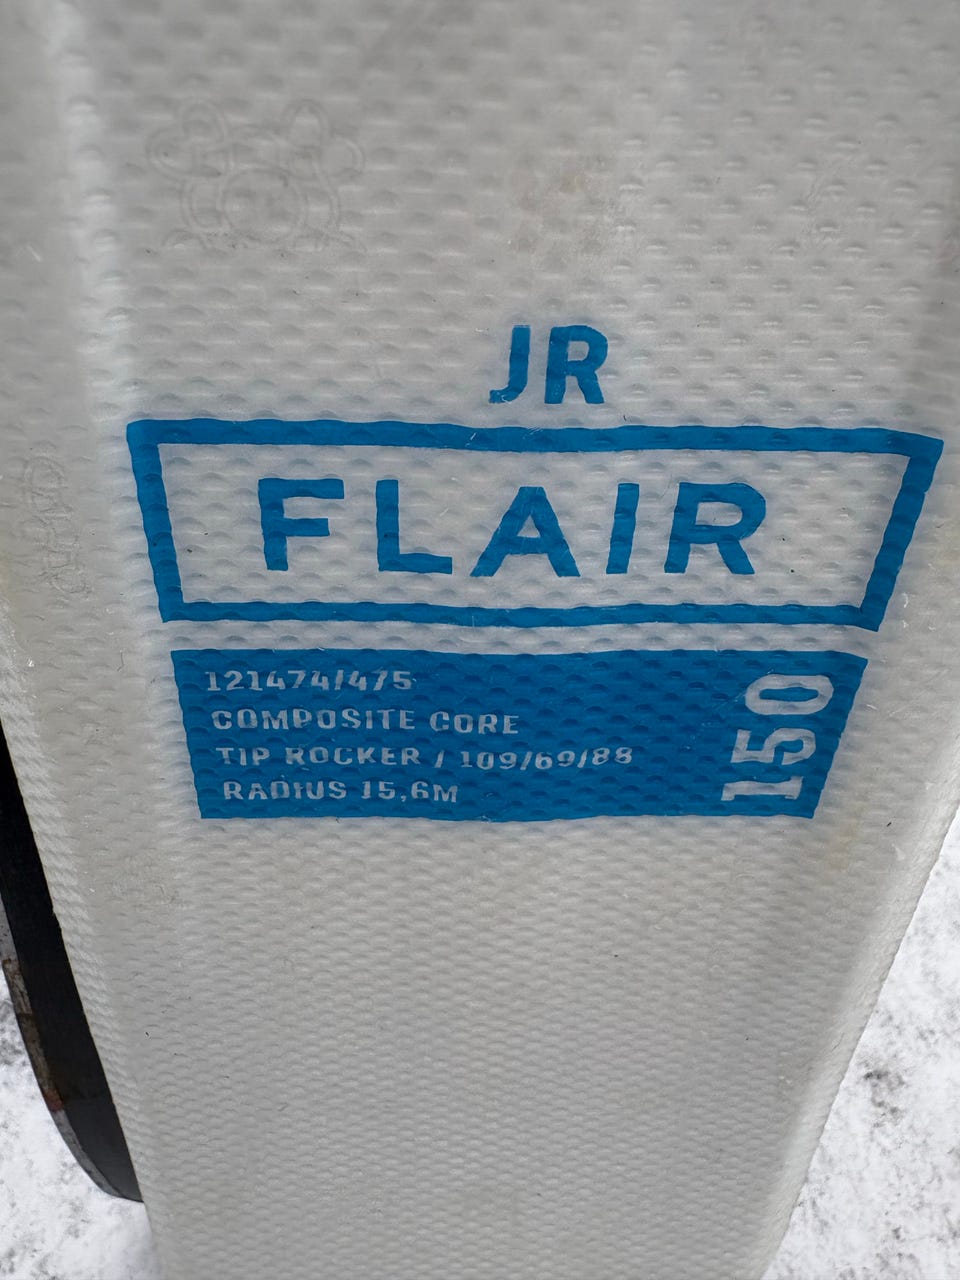 JR
FLAIR
121474/475
COMPOSITE CORE
TIP ROCKER / 109/69/88
RADIUS 15,6M
150